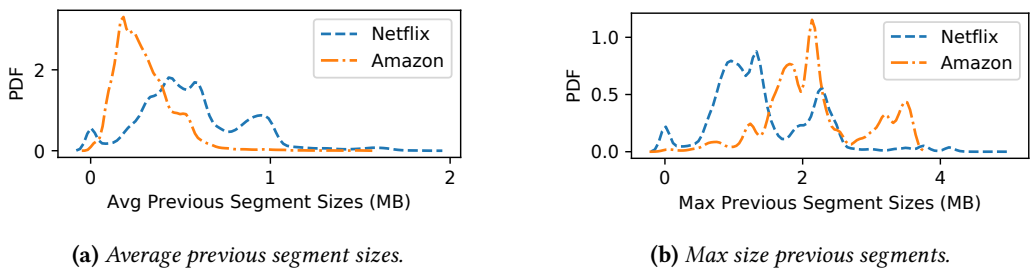 PDF
2
0
Netflix
Amazon
0 1 2
Avg Previous Segment Sizes (MB)
(a) Average previous segment sizes.
PDF
1.0
0.5
0.0
Netflix
Amazon
0 2 4
Max Previous Segment Sizes (MB)
(b) Max size previous segments.